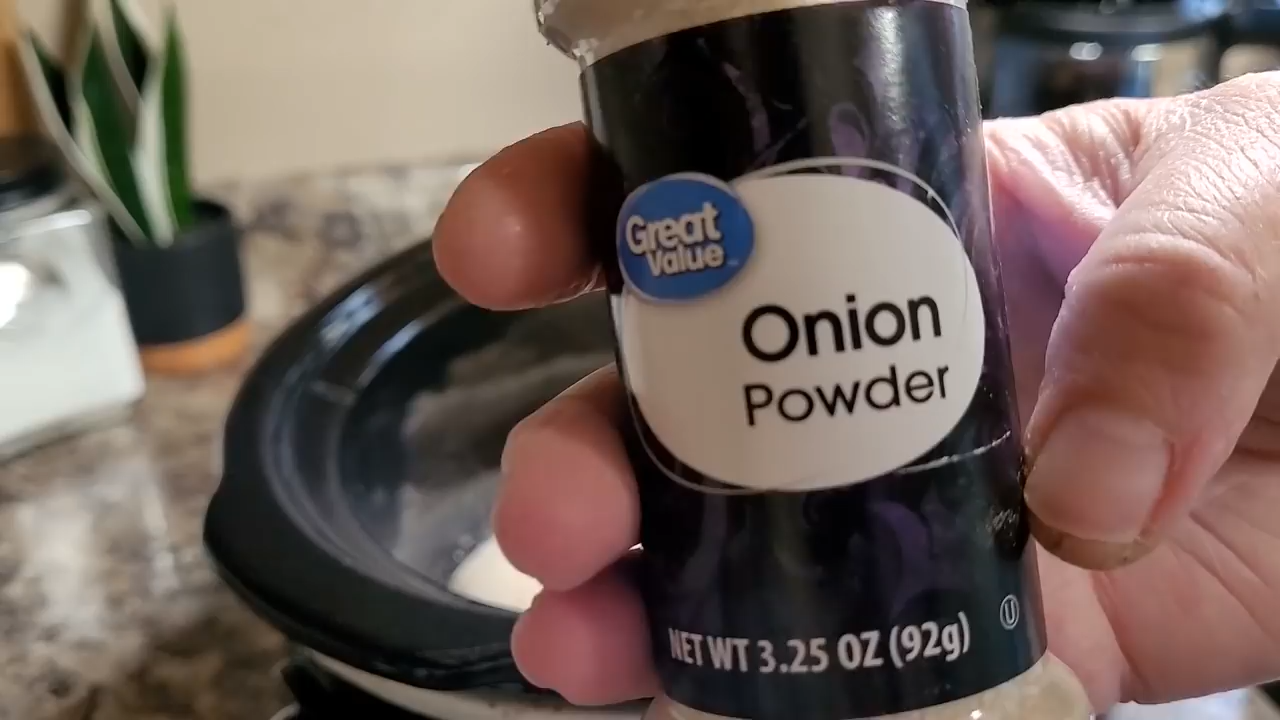 Great
Value
Onion
Powder
NET WT 3.25 OZ (92g)
U